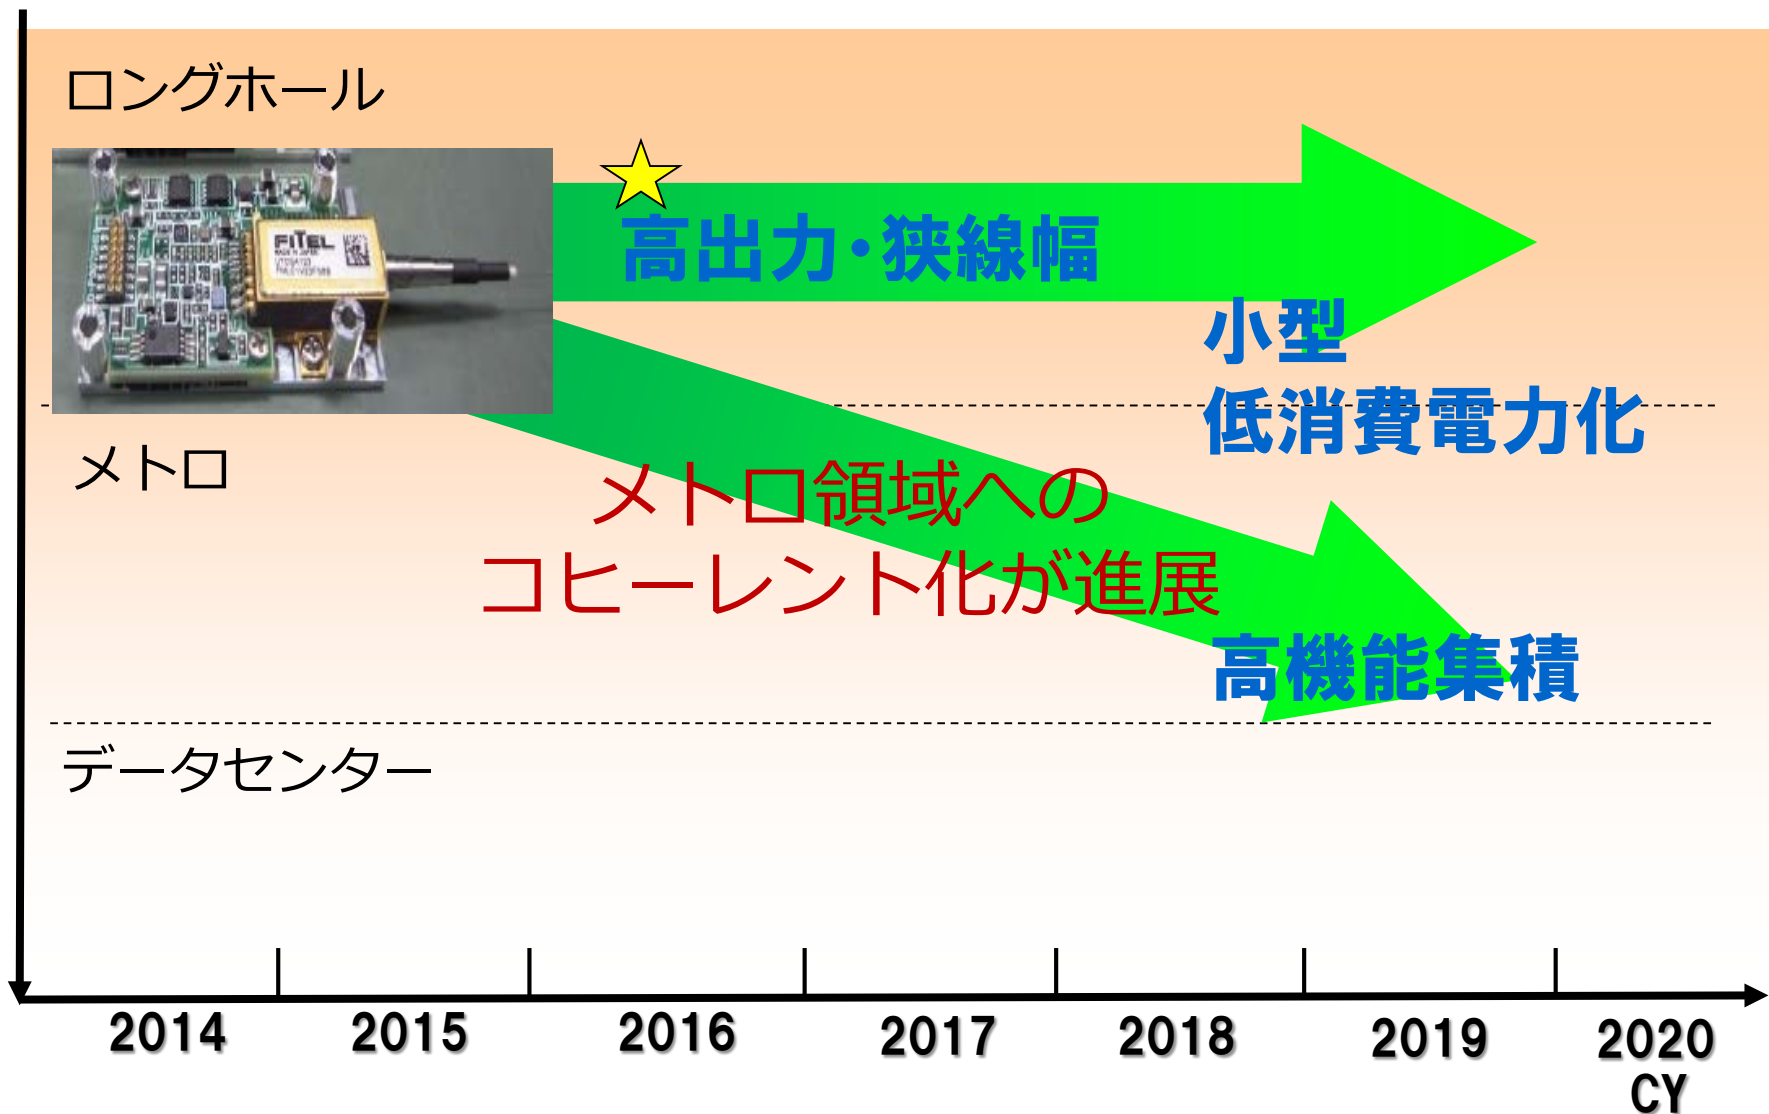 ロングホール
FITEL
高出力・狭線幅
小型
低消費電力化
メトロ
メトロ領域への
コヒーレント化が進展
高機能集積
データセンター
2014
2015
2016
2017
2018
2019
2020
CY